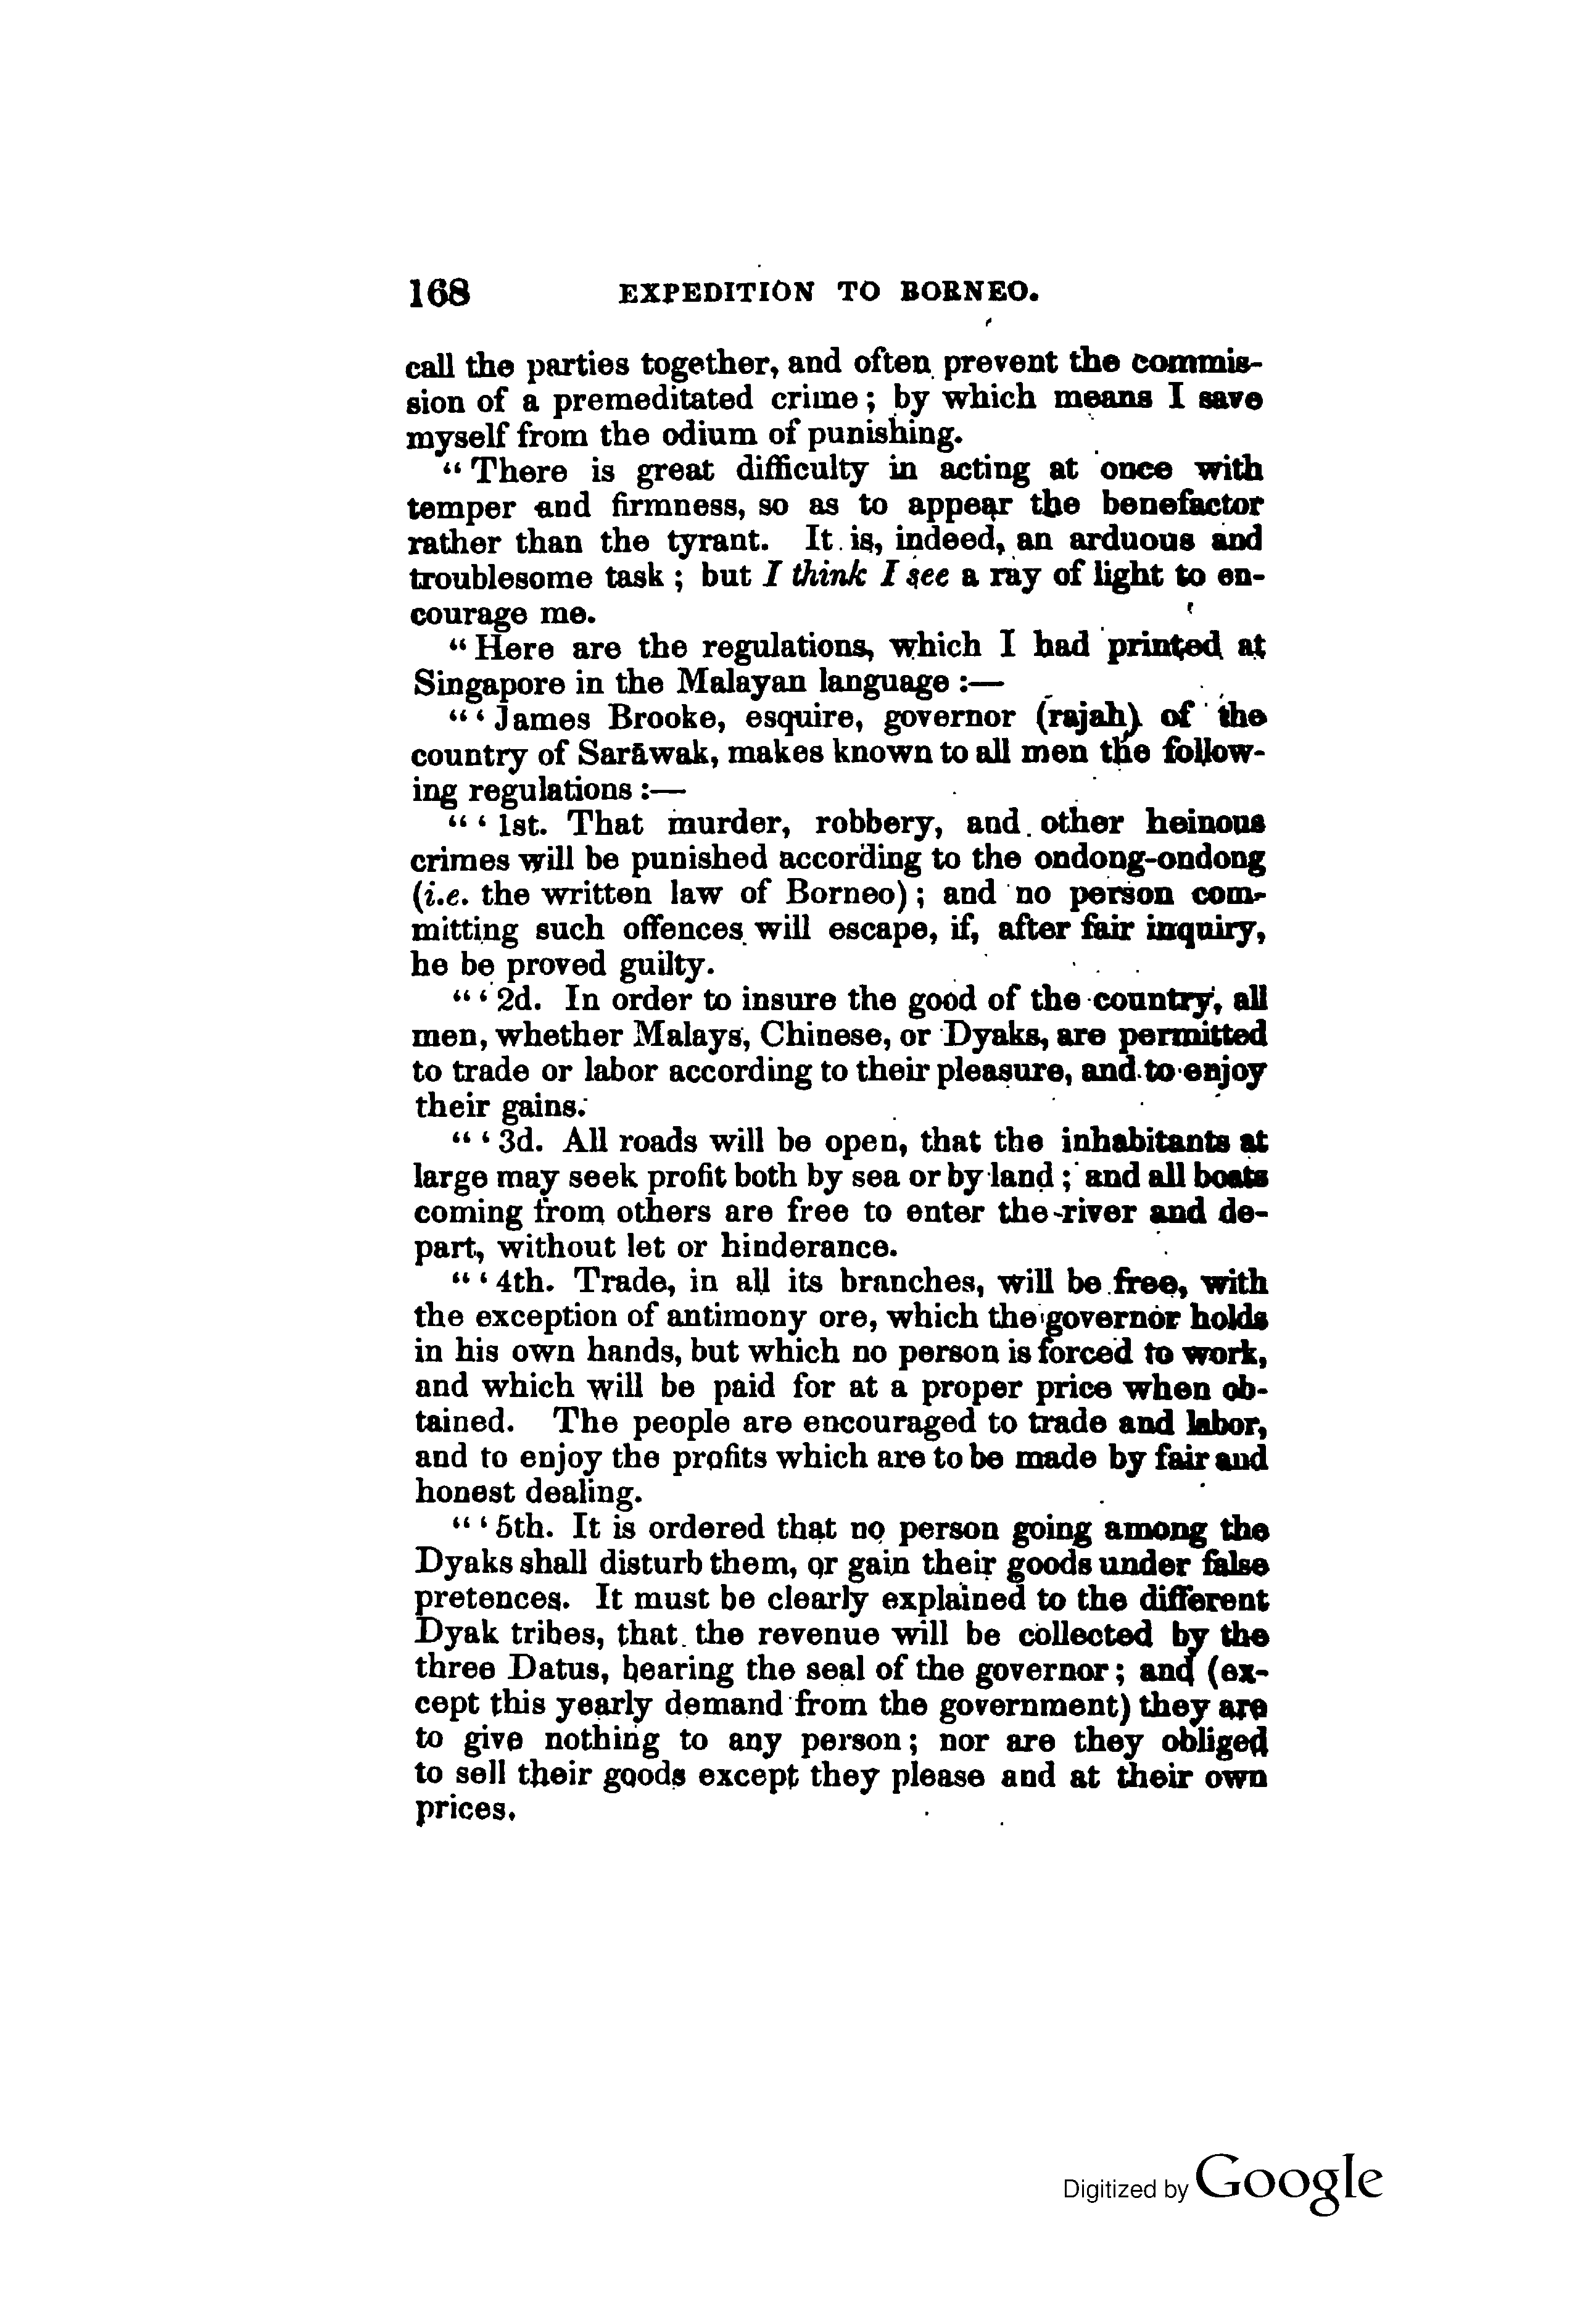 168 EXPEDITION TO BORNEO.
call the parties together, and often prevent the commis-
sion of a premeditated crime; by which means I save
myself from the odium of punishing.
“There is great difficulty in acting at once with
temper and firmness, so as to appear the benefactor
rather than the tyrant. It is, indeed, an arduous and
troublesome task; but I think I see a ray of light to en-
courage me.
“Here are the regulations, which I had printed at
Singapore in the Malayan language:—
“‘James Brooke, esquire, governor (rajah) of the
country of Sarāwak, makes known to all men the follow-
ing regulations:—
“‘1st. That murder, robbery, and other heinous
crimes will be punished according to the ondong-ondong
(i.e. the written law of Borneo); and no person com-
mitting such offences will escape, if, after fair inquiry,
he be proved guilty.
“‘2d. In order to insure the good of the country, all
men, whether Malays, Chinese, or Dyaks, are permitted
to trade or labor according to their pleasure, and to enjoy
their gains.
“‘3d. All roads will be open, that the inhabitants at
large may seek profit both by sea or by land; and all boats
coming from others are free to enter the river and de-
part, without let or hinderance.
“‘4th. Trade, in all its branches, will be free, with
the exception of antimony ore, which the governor holds
in his own hands, but which no person is forced to work,
and which will be paid for at a proper price when ob-
tained. The people are encouraged to trade and labor,
and to enjoy the profits which are to be made by fair and
honest dealing.
“‘5th. It is ordered that no person going among the
Dyaks shall disturb them, or gain their goods under false
pretences. It must be clearly explained to the different
Dyak tribes, that the revenue will be collected by the
three Datus, bearing the seal of the governor; and (ex-
cept this yearly demand from the government) they are
to give nothing to any person; nor are they obliged
to sell their goods except they please and at their own
prices.
Digitized by Google